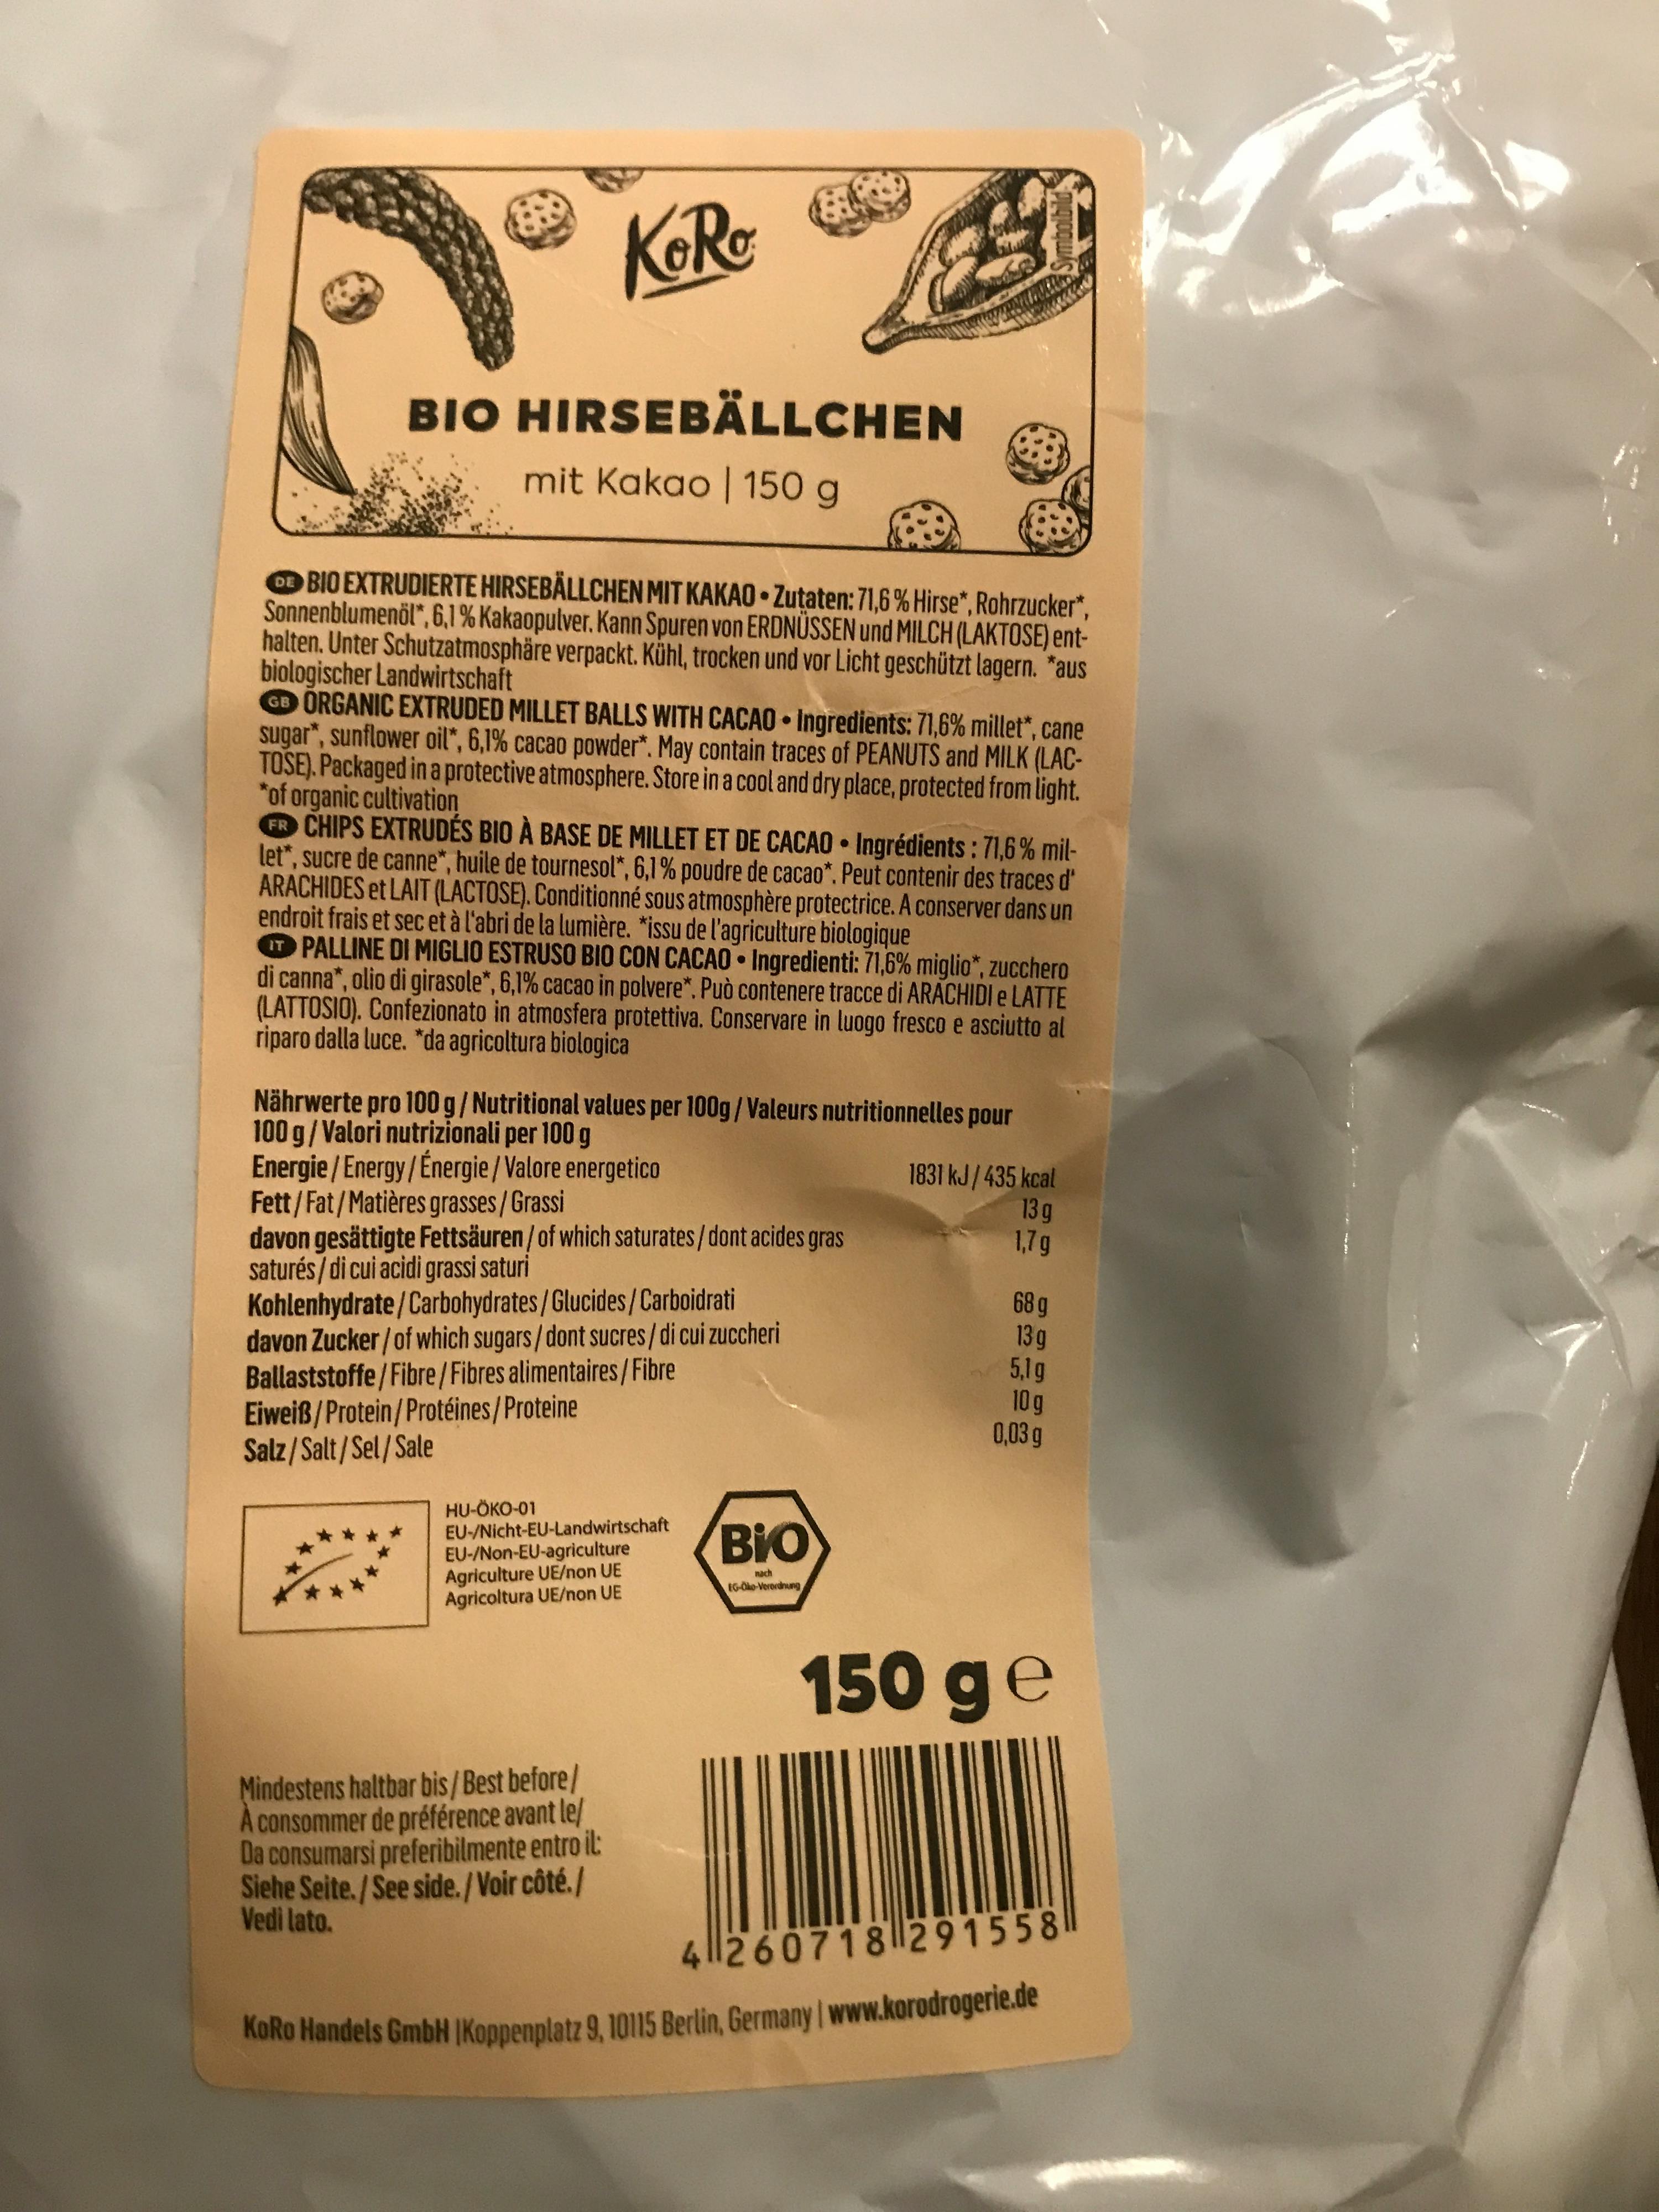 KoRo
Symbolbild
BIO HIRSEBÄLLCHEN
mit Kakao | 150 g
DE BIO EXTRUDIERTE HIRSEBÄLLCHEN MIT KAKAO • Zutaten: 71,6 % Hirse*, Rohrzucker*,
Sonnenblumenöl*, 6,1 % Kakaopulver. Kann Spuren von ERDNÜSSEN und MILCH (LAKTOSE) ent-
halten. Unter Schutzatmosphäre verpackt. Kühl, trocken und vor Licht geschützt lagern. *aus
biologischer Landwirtschaft
GB ORGANIC EXTRUDED MILLET BALLS WITH CACAO • Ingredients: 71,6% millet*, cane
sugar*, sunflower oil*, 6,1% cacao powder*. May contain traces of PEANUTS and MILK (LAC-
TOSE). Packaged in a protective atmosphere. Store in a cool and dry place, protected from light.
*of organic cultivation
FR CHIPS EXTRUDÉS BIO À BASE DE MILLET ET DE CACAO • Ingrédients : 71,6 % mil-
let*, sucre de canne*, huile de tournesol*, 6,1 % poudre de cacao*. Peut contenir des traces d'
ARACHIDES et LAIT (LACTOSE). Conditionné sous atmosphère protectrice. A conserver dans un
endroit frais et sec et à l'abri de la lumière. *issu de l'agriculture biologique
IT PALLINE DI MIGLIO ESTRUSO BIO CON CACAO • Ingredienti: 71,6% miglio*, zucchero
di canna*, olio di girasole*, 6,1% cacao in polvere*. Può contenere tracce di ARACHIDI e LATTE
(LATTOSIO). Confezionato in atmosfera protettiva. Conservare in luogo fresco e asciutto al
riparo dalla luce. *da agricoltura biologica
Nährwerte pro 100 g / Nutritional values per 100g / Valeurs nutritionnelles pour
100 g / Valori nutrizionali per 100 g
Energie / Energy / Énergie / Valore energetico 1831 kJ / 435 kcal
Fett / Fat / Matières grasses / Grassi 13 g
davon gesättigte Fettsäuren / of which saturates / dont acides gras 1,7 g
saturés / di cui acidi grassi saturi
Kohlenhydrate / Carbohydrates / Glucides / Carboidrati 68 g
davon Zucker / of which sugars / dont sucres / di cui zuccheri 13 g
Ballaststoffe / Fibre / Fibres alimentaires / Fibre 5,1 g
Eiweiß / Protein / Protéines / Proteine 10 g
Salz / Salt / Sel / Sale 0,03 g
HU-ÖKO-01
EU-/Nicht-EU-Landwirtschaft
EU-/Non-EU-agriculture
Agriculture UE/non UE
Agricoltura UE/non UE
BiO
nach
EG-Öko-Verordnung
150 g e
Mindestens haltbar bis / Best before /
À consommer de préférence avant le/
Da consumarsi preferibilmente entro il:
Siehe Seite. / See side. / Voir côté. /
Vedi lato.
4 260718 291558
KoRo Handels GmbH |Koppenplatz 9, 10115 Berlin, Germany | www.korodrogerie.de